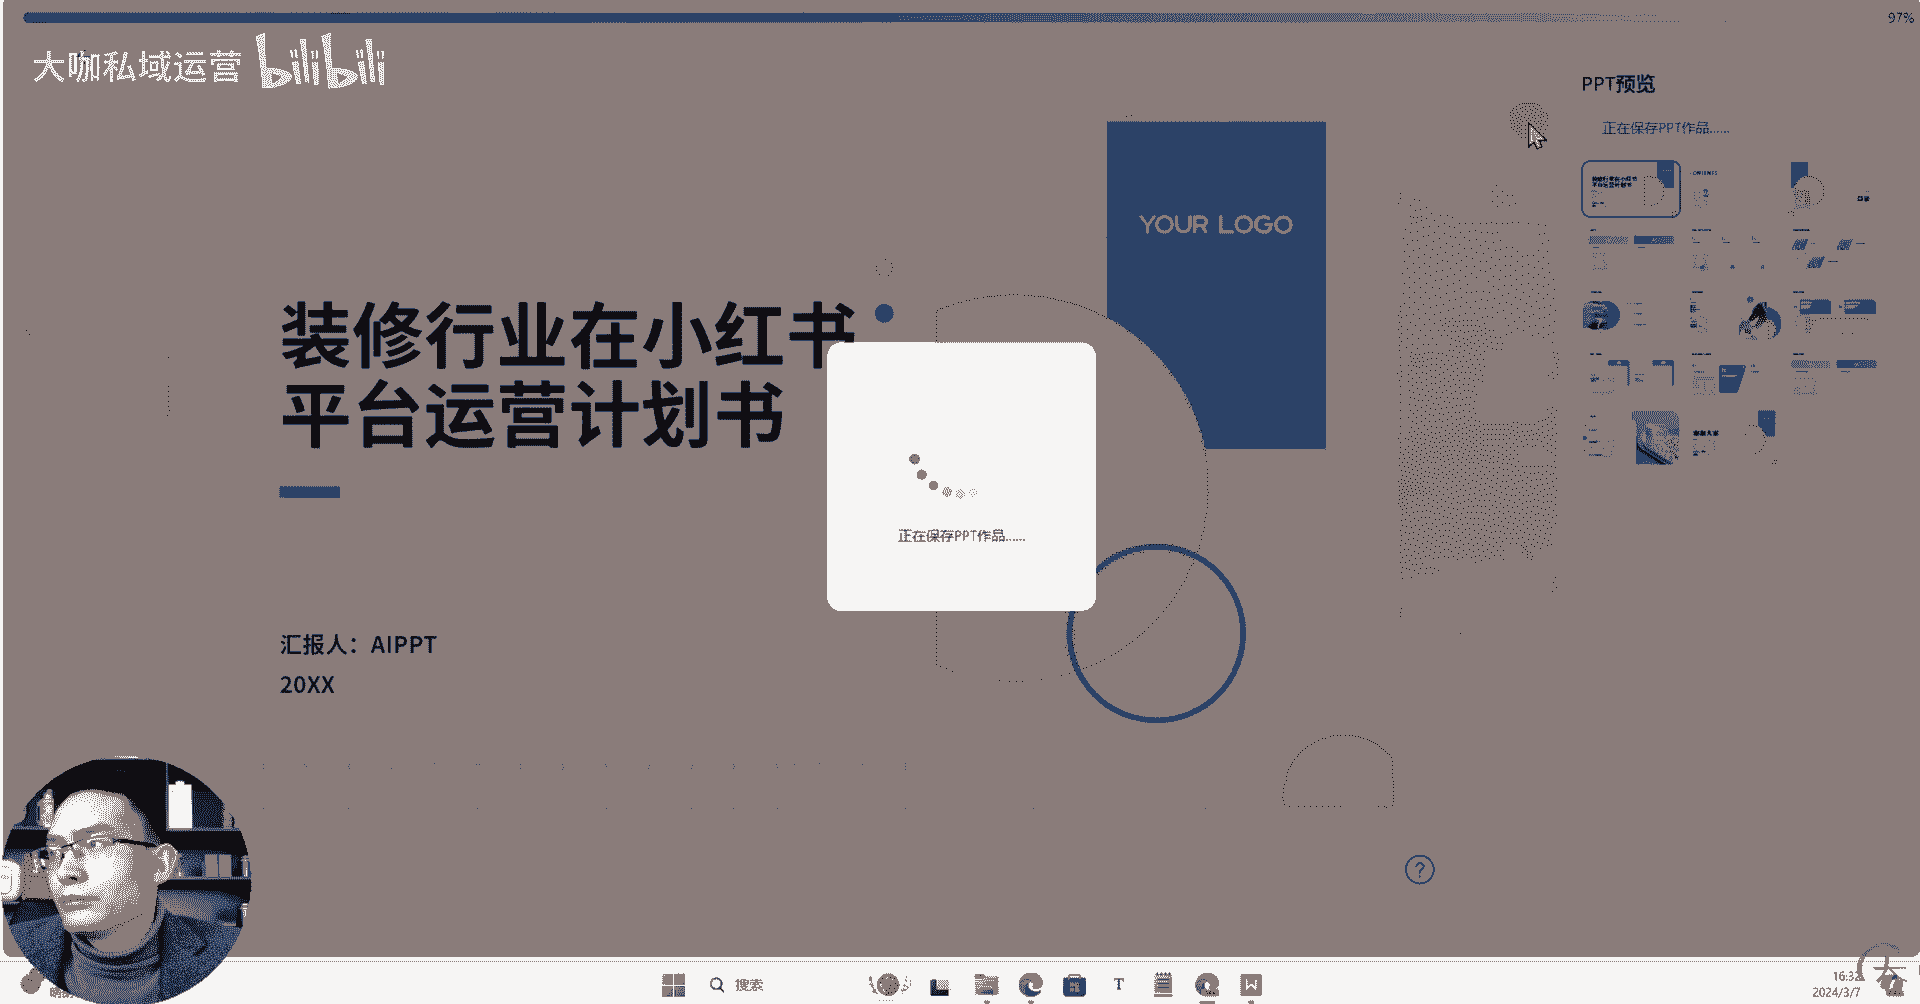 97%
大咖私域运营 bilibili
PPT预览
正在保存PPT作品......
YOUR LOGO
装修行业在小红书
平台运营计划书
正在保存PPT作品......
汇报人：AIPPT
20XX
?
搜索
16:32
2024/3/7